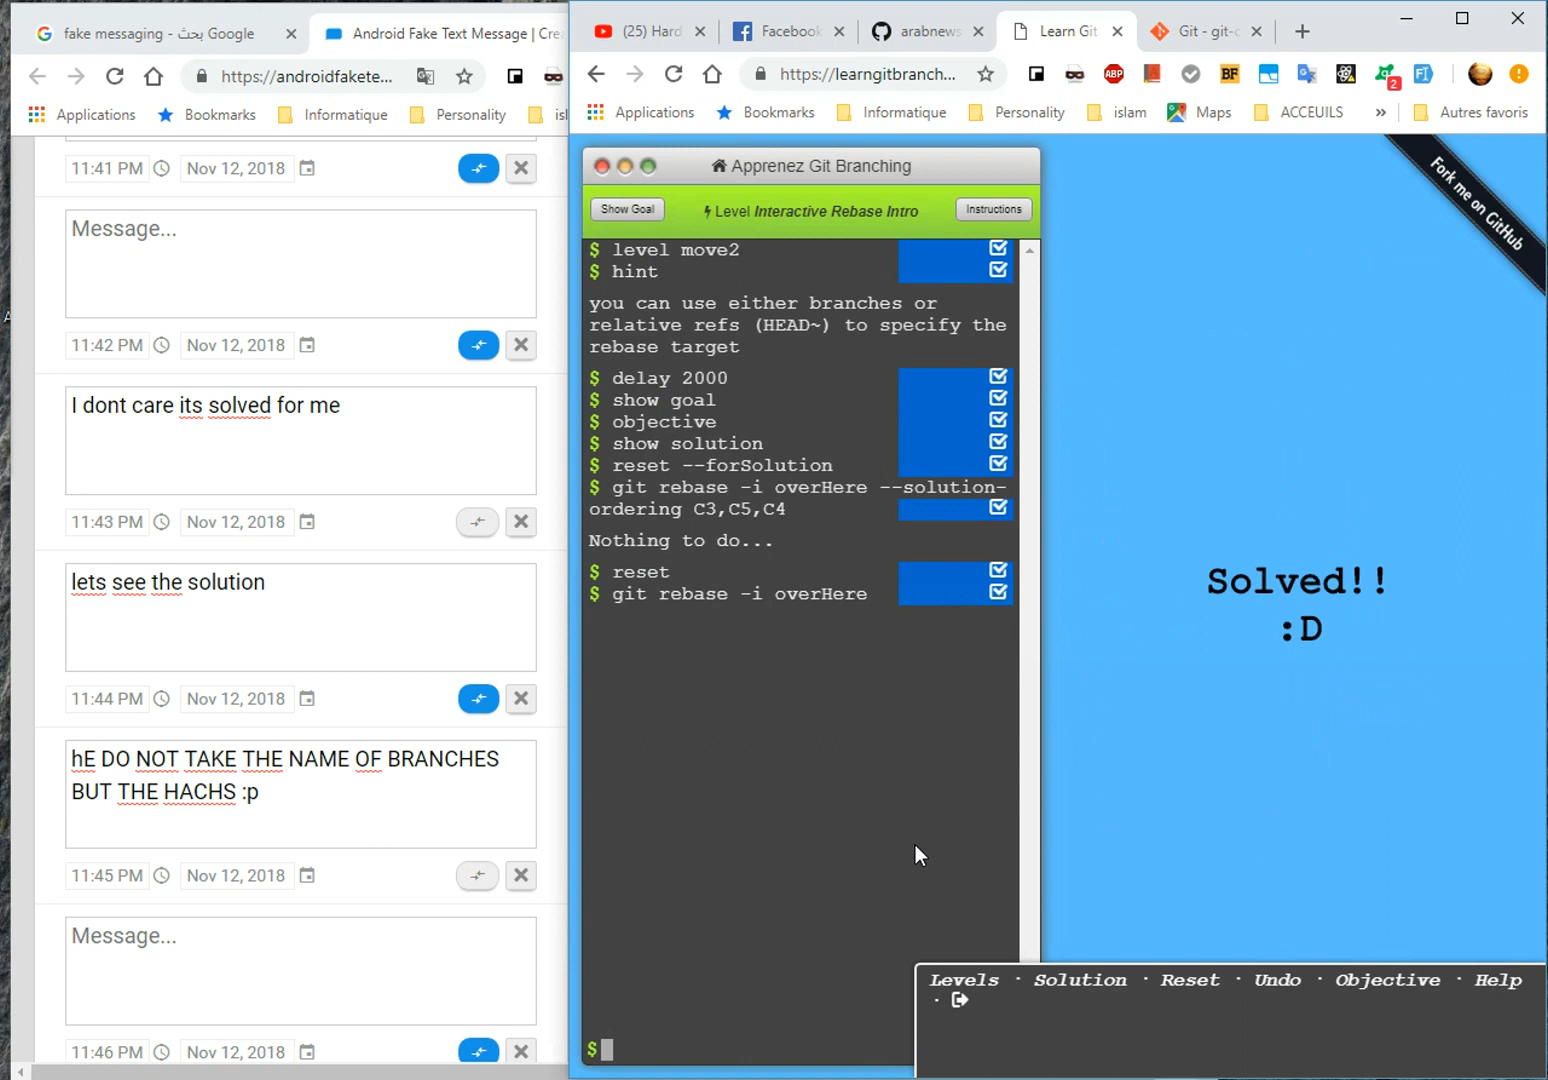 fake messaging - بحث Google
Android Fake Text Message | Cre
https://androidfakete...
Applications
Bookmarks
Informatique
Personality
isl
11:41 PM
Nov 12, 2018
Message...
11:42 PM
Nov 12, 2018
I dont care its solved for me
11:43 PM
Nov 12, 2018
lets see the solution
11:44 PM
Nov 12, 2018
hE DO NOT TAKE THE NAME OF BRANCHES
BUT THE HACHS :p
11:45 PM
Nov 12, 2018
Message...
11:46 PM
Nov 12, 2018
(25) Hard
Facebook
arabnews
Learn Git
Git - git-c
https://learngitbranch...
ABP
BF
2
Applications
Bookmarks
Informatique
Personality
islam
Maps
ACCEUILS
»
Autres favoris
Apprenez Git Branching
Show Goal
Level Interactive Rebase Intro
Instructions
$ level move2
$ hint
you can use either branches or
relative refs (HEAD~) to specify the
rebase target
$ delay 2000
$ show goal
$ objective
$ show solution
$ reset --forSolution
$ git rebase -i overHere --solution-
ordering C3,C5,C4
Nothing to do...
$ reset
$ git rebase -i overHere
$
Fork me on GitHub
Solved!!
:D
Levels · Solution · Reset · Undo · Objective · Help
·